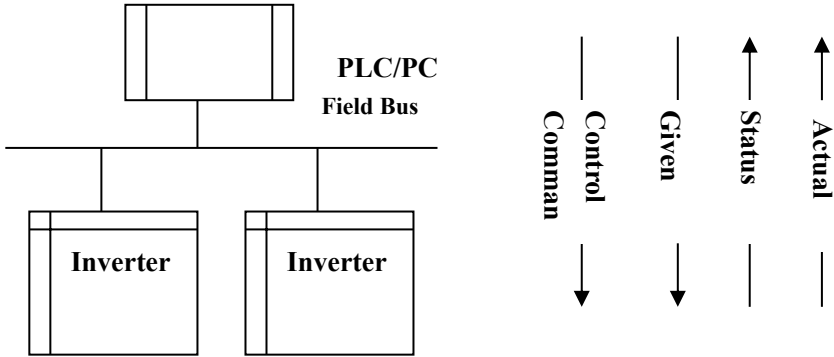 PLC/PC
Field Bus
Inverter
Inverter
Control
Comman
Given
Status
Actual